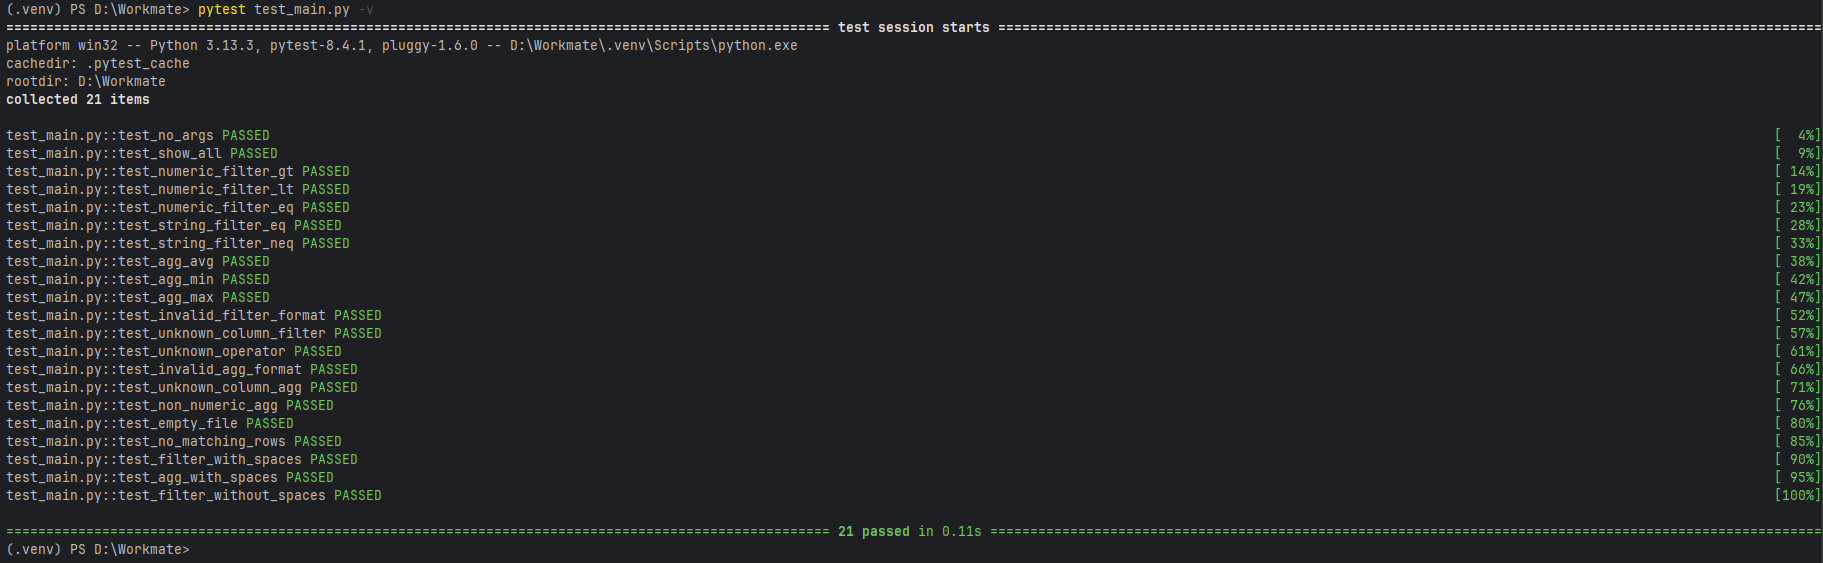 (.venv) PS D:\Workmate> pytest test_main.py -v
======================================================================================================= test session starts =======================================================================================================
platform win32 -- Python 3.13.3, pytest-8.4.1, pluggy-1.6.0 -- D:\Workmate\.venv\Scripts\python.exe
cachedir: .pytest_cache
rootdir: D:\Workmate
collected 21 items
test_main.py::test_no_args PASSED [  4%]
test_main.py::test_show_all PASSED [  9%]
test_main.py::test_numeric_filter_gt PASSED [ 14%]
test_main.py::test_numeric_filter_lt PASSED [ 19%]
test_main.py::test_numeric_filter_eq PASSED [ 23%]
test_main.py::test_string_filter_eq PASSED [ 28%]
test_main.py::test_string_filter_neq PASSED [ 33%]
test_main.py::test_agg_avg PASSED [ 38%]
test_main.py::test_agg_min PASSED [ 42%]
test_main.py::test_agg_max PASSED [ 47%]
test_main.py::test_invalid_filter_format PASSED [ 52%]
test_main.py::test_unknown_column_filter PASSED [ 57%]
test_main.py::test_unknown_operator PASSED [ 61%]
test_main.py::test_invalid_agg_format PASSED [ 66%]
test_main.py::test_unknown_column_agg PASSED [ 71%]
test_main.py::test_non_numeric_agg PASSED [ 76%]
test_main.py::test_empty_file PASSED [ 80%]
test_main.py::test_no_matching_rows PASSED [ 85%]
test_main.py::test_filter_with_spaces PASSED [ 90%]
test_main.py::test_agg_with_spaces PASSED [ 95%]
test_main.py::test_filter_without_spaces PASSED [100%]
======================================================================================================= 21 passed in 0.11s ========================================================================================================
(.venv) PS D:\Workmate>